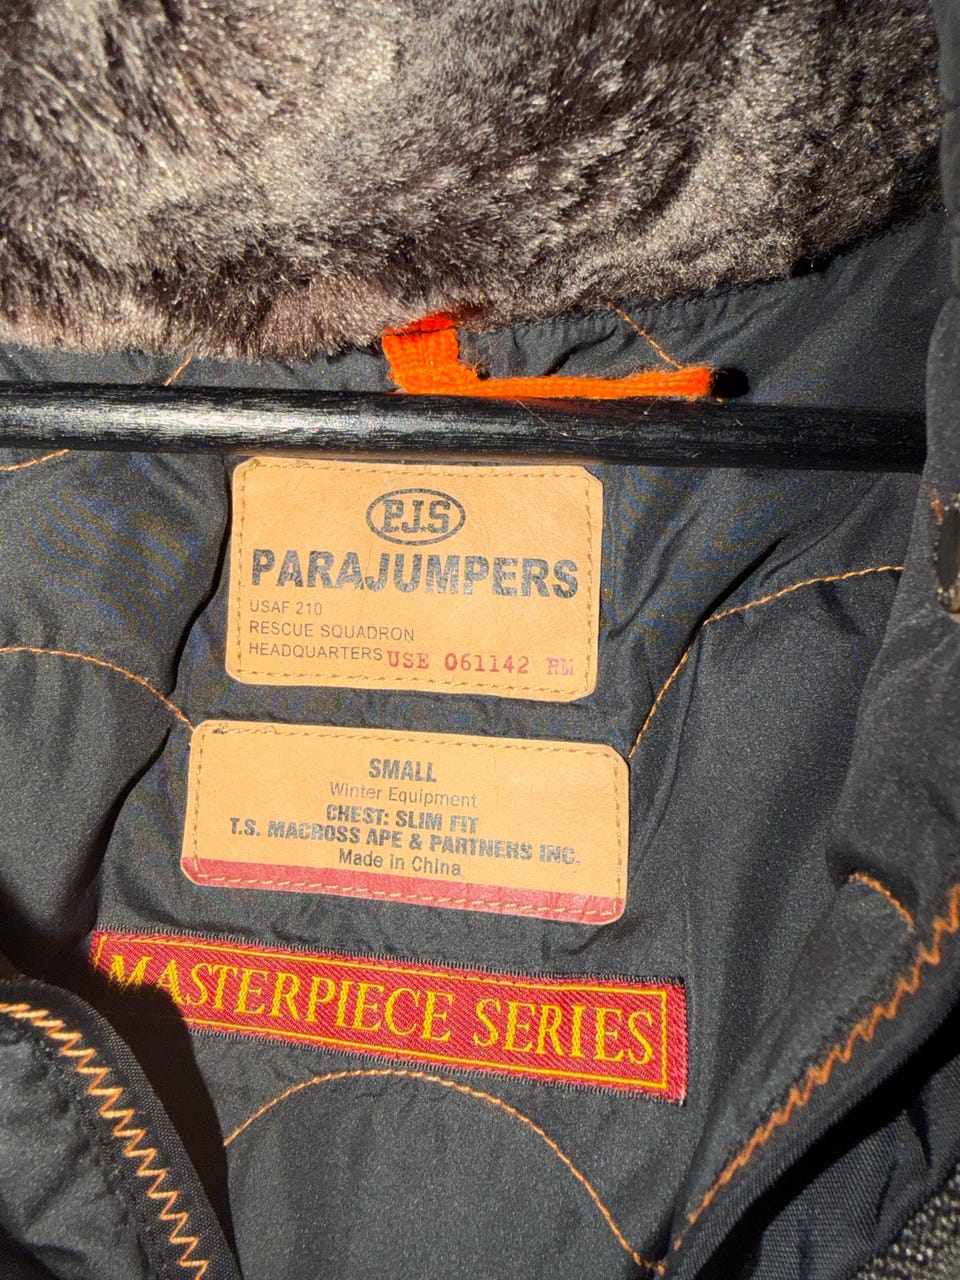 P.J.S
PARAJUMPERS
USAF 210
RESCUE SQUADRON
HEADQUARTERS USE 061142 RM
SMALL
Winter Equipment
CHEST: SLIM FIT
T.S. MACROSS APE & PARTNERS INC.
Made in China
MASTERPIECE SERIES